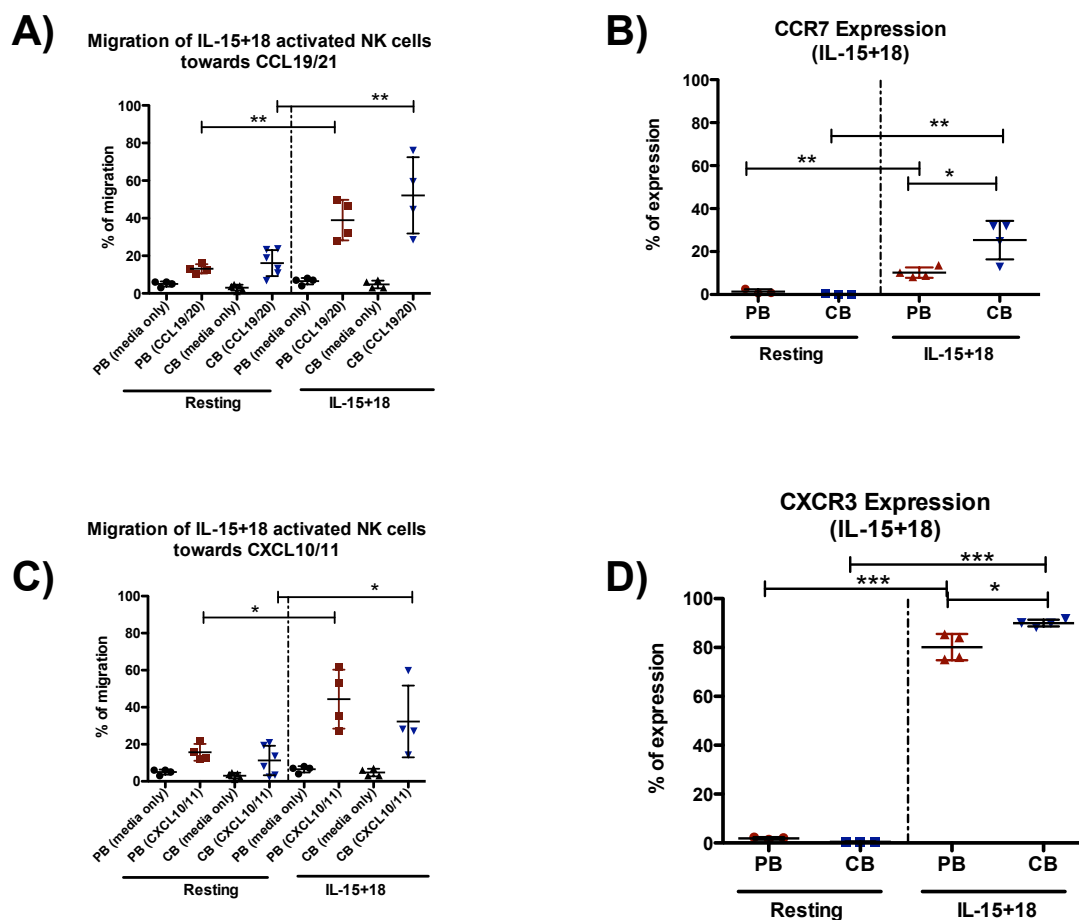 A)
Migration of IL-15+18 activated NK cells
towards CCL19/21
% of migration
100
80
60
40
20
0
**
**
PB (media only)
PB (CCL19/20)
CB (media only)
CB (CCL19/20)
PB (media only)
PB (CCL19/20)
CB (media only)
CB (CCL19/20)
Resting
IL-15+18
B)
CCR7 Expression
(IL-15+18)
% of expression
100
80
60
40
20
0
**
**
*
PB
CB
PB
CB
Resting
IL-15+18
C)
Migration of IL-15+18 activated NK cells
towards CXCL10/11
% of migration
100
80
60
40
20
0
*
*
PB (media only)
PB (CXCL10/11)
CB (media only)
CB (CXCL10/11)
PB (media only)
PB (CXCL10/11)
CB (media only)
CB (CXCL10/11)
Resting
IL-15+18
D)
CXCR3 Expression
(IL-15+18)
% of expression
100
80
60
40
20
0
***
***
*
PB
CB
PB
CB
Resting
IL-15+18